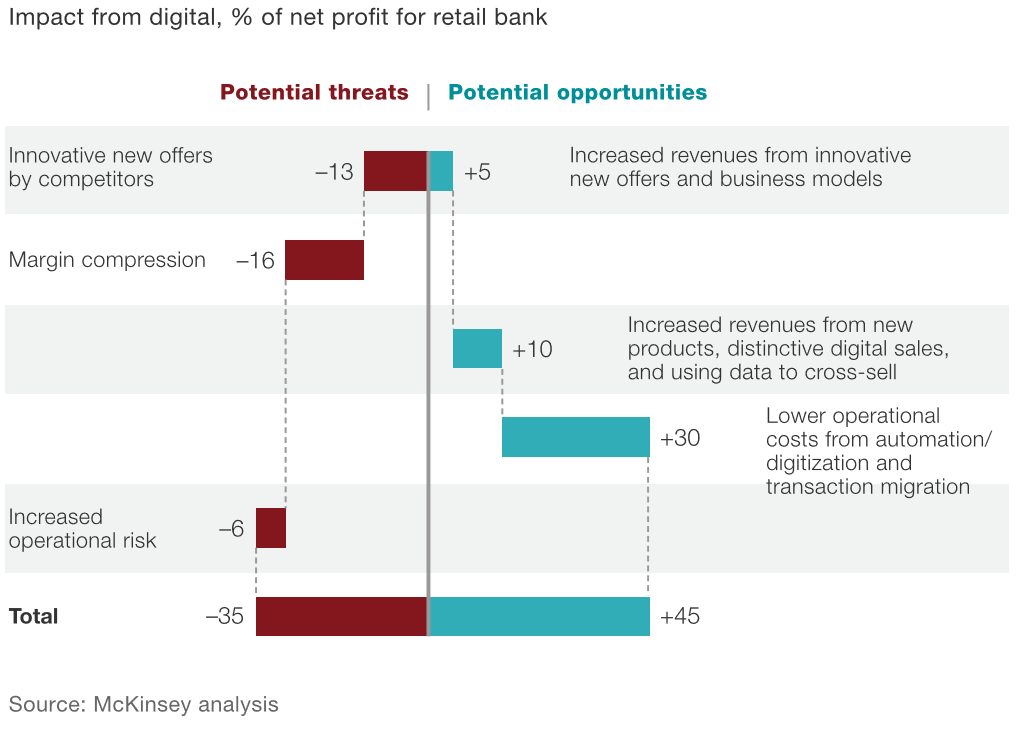 Impact from digital, % of net profit for retail bank
Potential threats
Potential opportunities
Innovative new offers
by competitors
–13
+5
Increased revenues from innovative
new offers and business models
Margin compression
–16
+10
Increased revenues from new
products, distinctive digital sales,
and using data to cross-sell
+30
Lower operational
costs from automation/
digitization and
transaction migration
Increased
operational risk
–6
Total
–35
+45
Source: McKinsey analysis